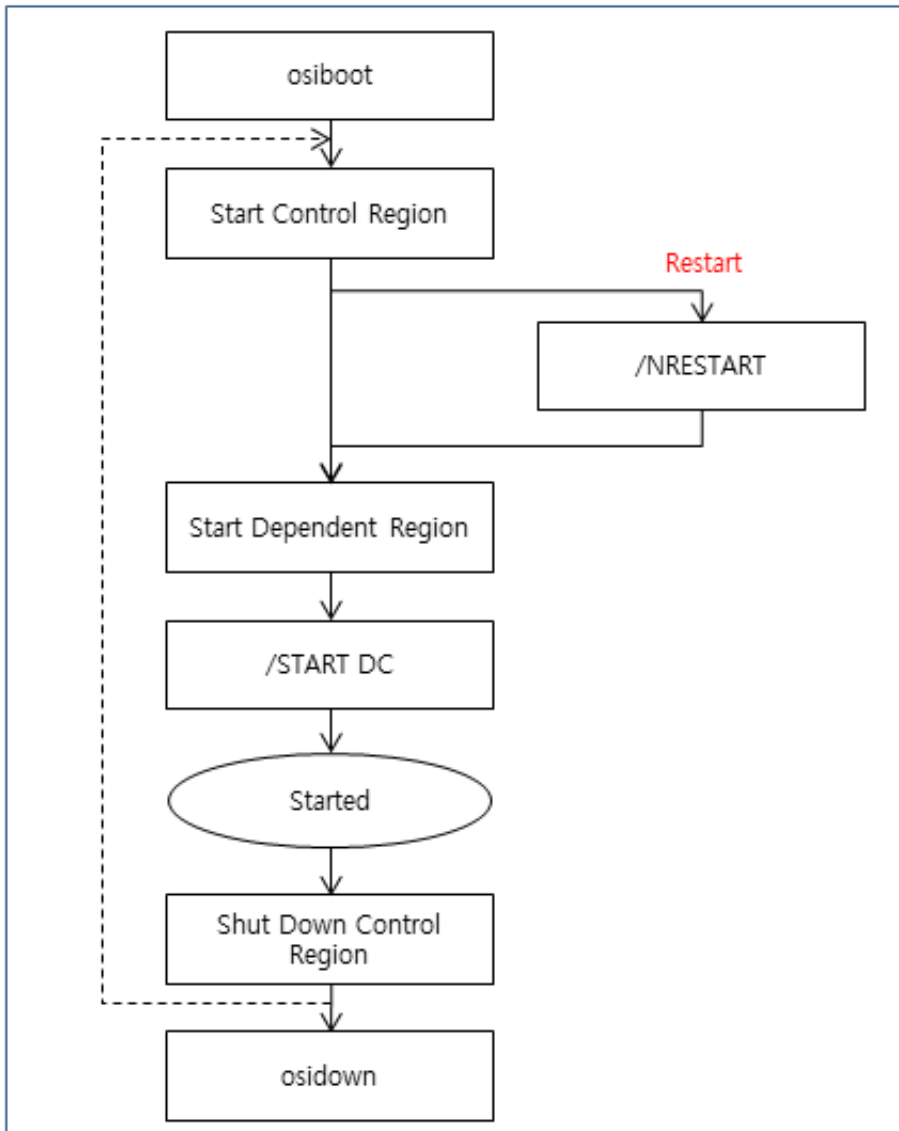 osiboot
Start Control Region
Restart
/NRESTART
Start Dependent Region
/START DC
Started
Shut Down Control
Region
osidown